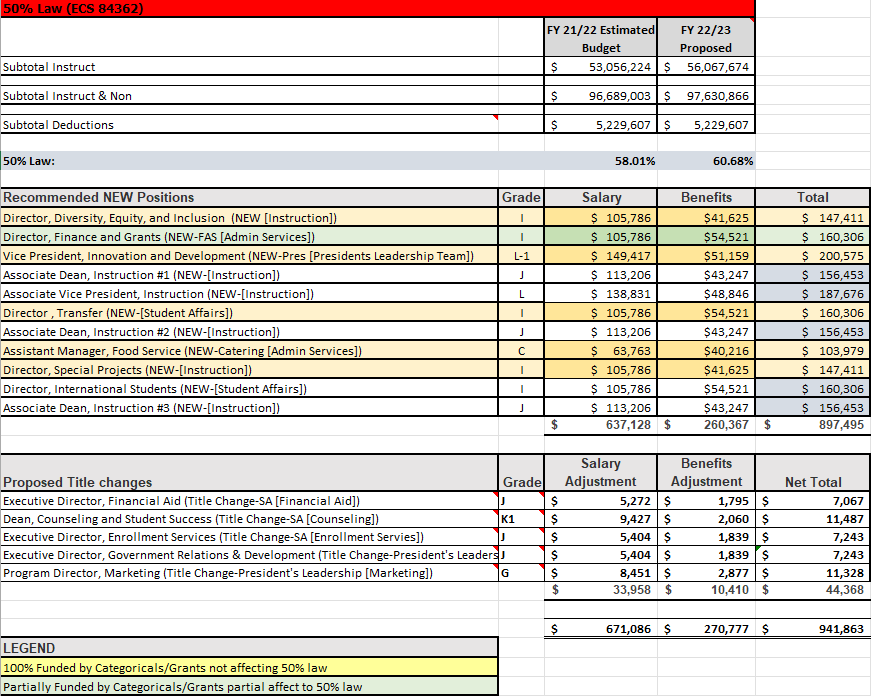 50% Law (ECS 84362)
FY 21/22 Estimated Budget FY 22/23 Proposed
Subtotal Instruct $ 53,056,224 $ 56,067,674
Subtotal Instruct & Non $ 96,689,003 $ 97,630,866
Subtotal Deductions $ 5,229,607 $ 5,229,607
50% Law: 58.01% 60.68%
Recommended NEW Positions Grade Salary Benefits Total
Director, Diversity, Equity, and Inclusion (NEW [Instruction]) I $ 105,786 $41,625 $ 147,411
Director, Finance and Grants (NEW-FAS [Admin Services]) I $ 105,786 $54,521 $ 160,306
Vice President, Innovation and Development (NEW-Pres [Presidents Leadership Team]) L-1 $ 149,417 $51,159 $ 200,575
Associate Dean, Instruction #1 (NEW-[Instruction]) J $ 113,206 $43,247 $ 156,453
Associate Vice President, Instruction (NEW-[Instruction]) L $ 138,831 $48,846 $ 187,676
Director , Transfer (NEW-[Student Affairs]) I $ 105,786 $54,521 $ 160,306
Associate Dean, Instruction #2 (NEW-[Instruction]) J $ 113,206 $43,247 $ 156,453
Assistant Manager, Food Service (NEW-Catering [Admin Services]) C $ 63,763 $40,216 $ 103,979
Director, Special Projects (NEW-[Instruction]) I $ 105,786 $41,625 $ 147,411
Director, International Students (NEW-[Student Affairs]) I $ 105,786 $54,521 $ 160,306
Associate Dean, Instruction #3 (NEW-[Instruction]) J $ 113,206 $43,247 $ 156,453
$ 637,128 $ 260,367 $ 897,495
Proposed Title changes Grade Salary Adjustment Benefits Adjustment Net Total
Executive Director, Financial Aid (Title Change-SA [Financial Aid]) J $ 5,272 $ 1,795 $ 7,067
Dean, Counseling and Student Success (Title Change-SA [Counseling]) K1 $ 9,427 $ 2,060 $ 11,487
Executive Director, Enrollment Services (Title Change-SA [Enrollment Servies]) J $ 5,404 $ 1,839 $ 7,243
Executive Director, Government Relations & Development (Title Change-President's Leaders J $ 5,404 $ 1,839 $ 7,243
Program Director, Marketing (Title Change-President's Leadership [Marketing]) G $ 8,451 $ 2,877 $ 11,328
$ 33,958 $ 10,410 $ 44,368
$ 671,086 $ 270,777 $ 941,863
LEGEND
100% Funded by Categoricals/Grants not affecting 50% law
Partially Funded by Categoricals/Grants partial affect to 50% law